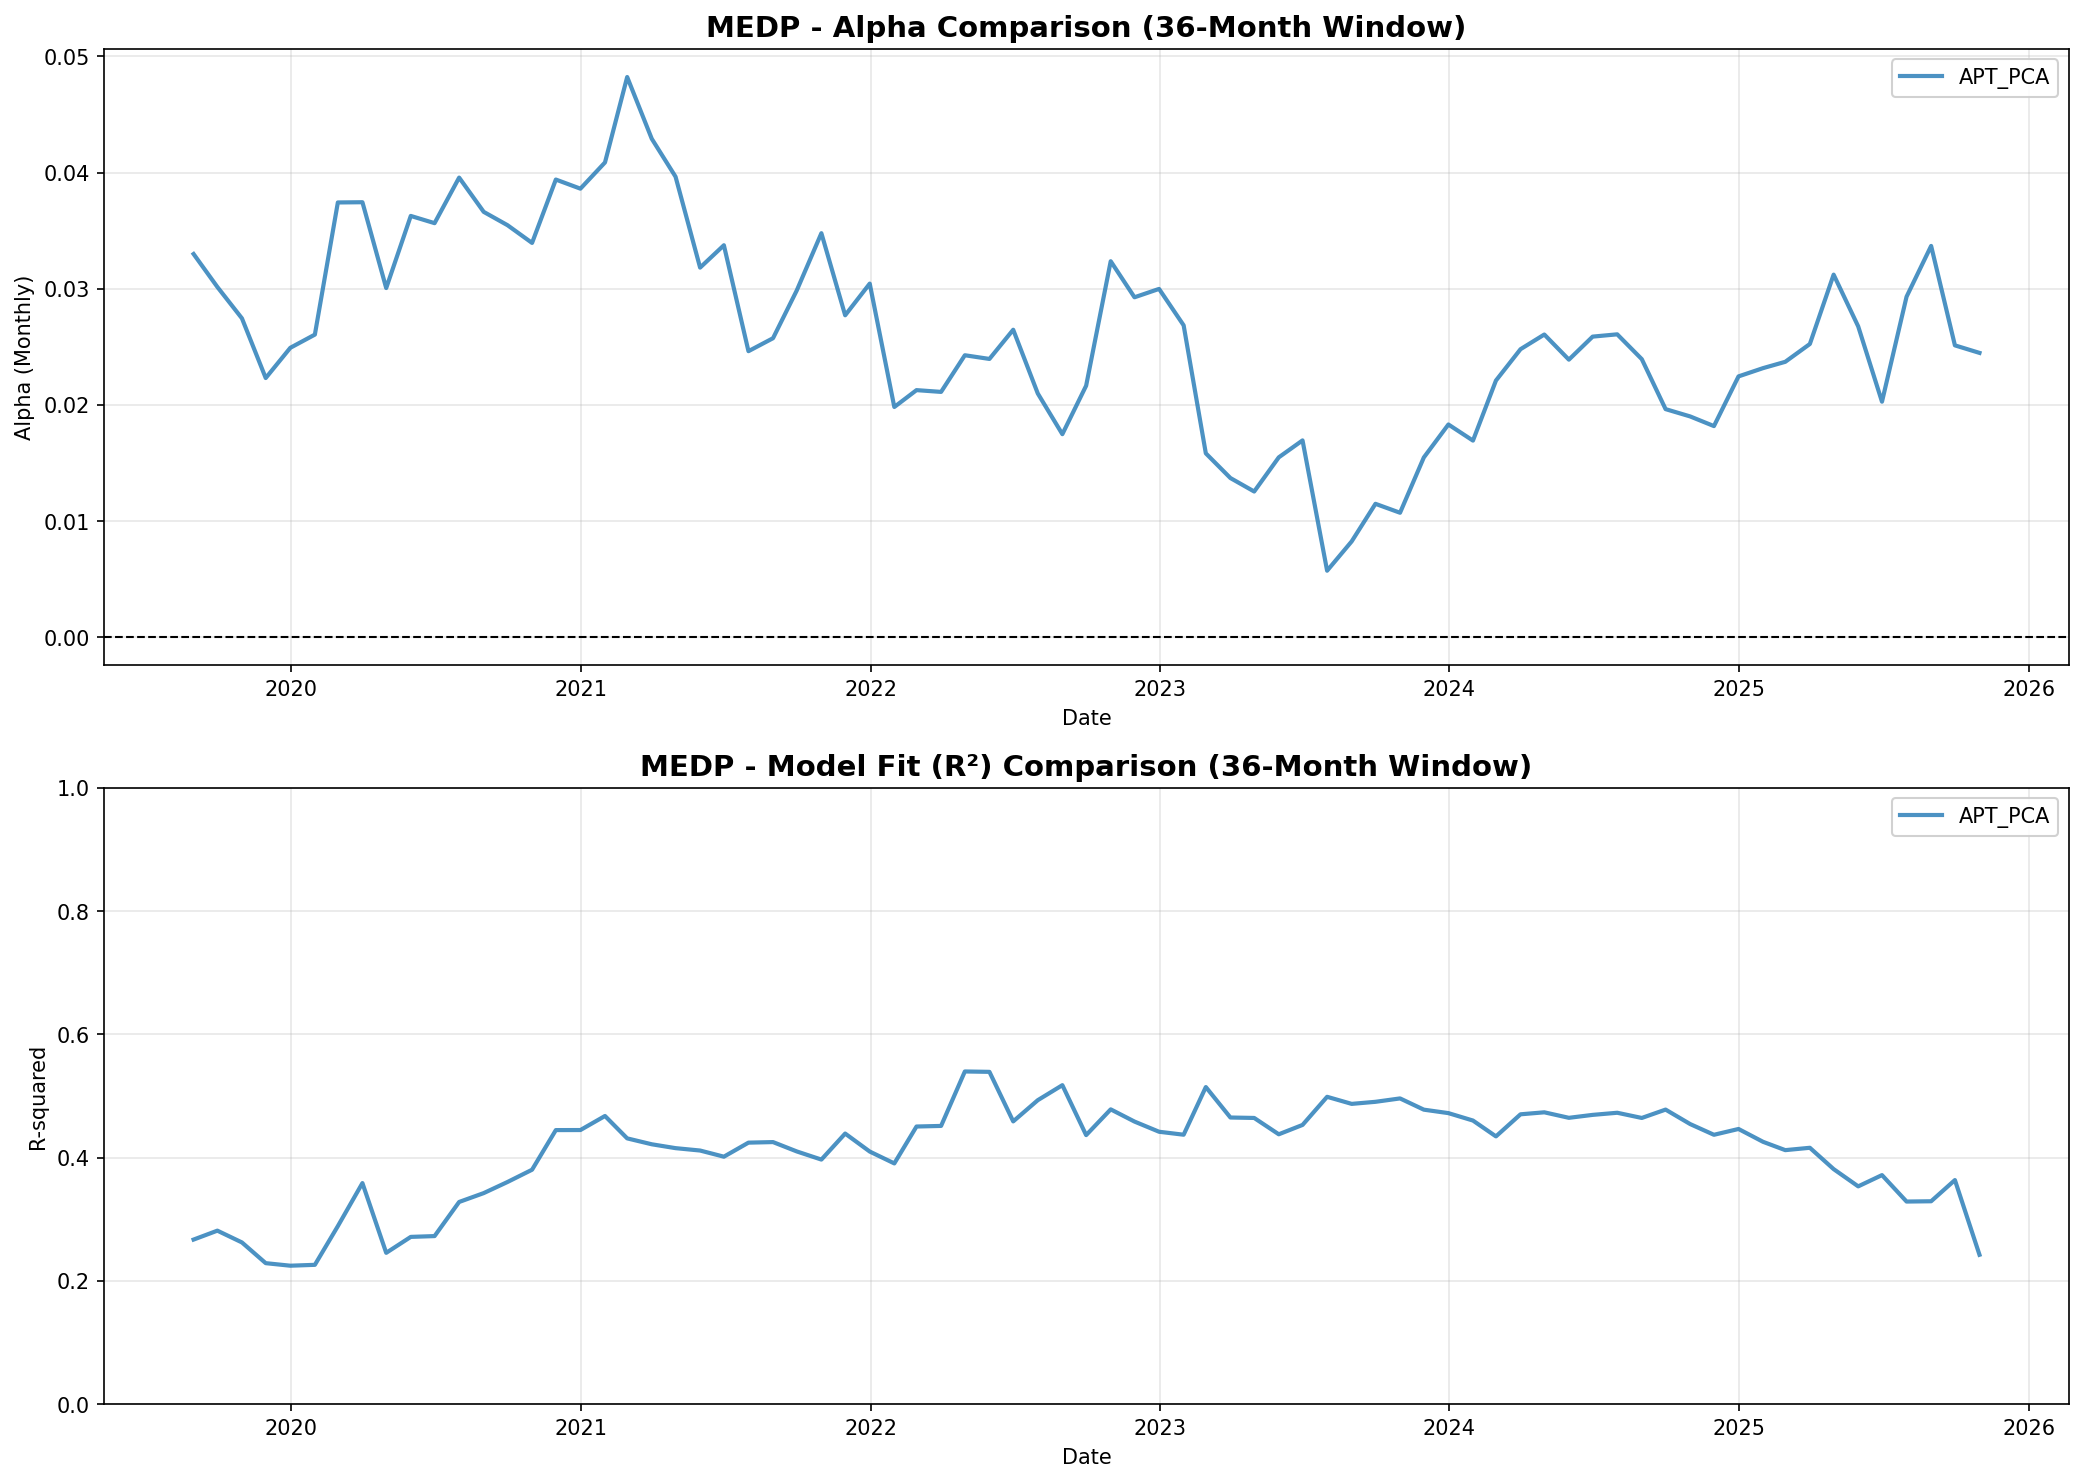 MEDP - Alpha Comparison (36-Month Window)
APT_PCA
Alpha (Monthly)
0.05
0.04
0.03
0.02
0.01
0.00
2020 2021 2022 2023 2024 2025 2026
Date
MEDP - Model Fit (R²) Comparison (36-Month Window)
APT_PCA
R-squared
1.0
0.8
0.6
0.4
0.2
0.0
2020 2021 2022 2023 2024 2025 2026
Date